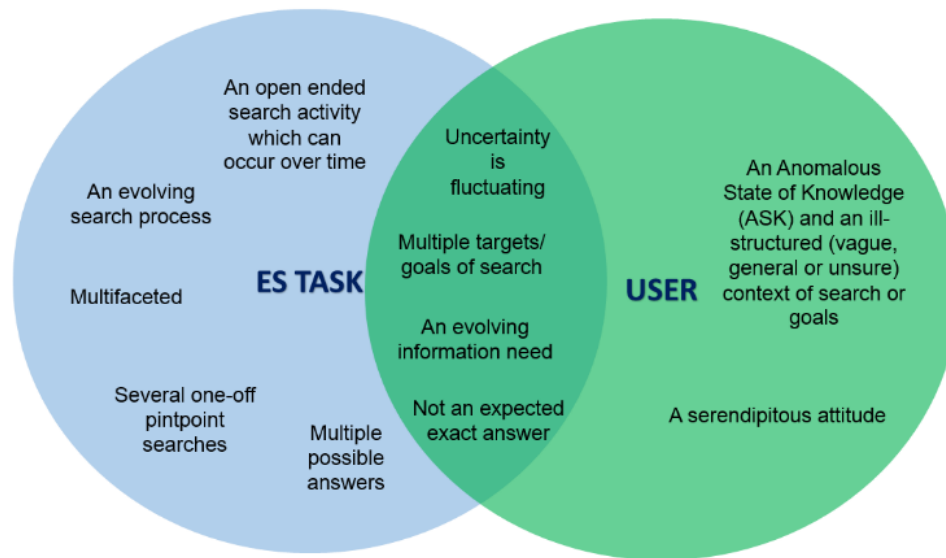 An open ended
search activity
which can
occur over time
An evolving
search process
Multifaceted
ES TASK
Several one-off
pintpoint
searches
Multiple
possible
answers
Uncertainty
is
fluctuating
Multiple targets/
goals of search
An evolving
information need
Not an expected
exact answer
USER
An Anomalous
State of Knowledge
(ASK) and an ill-
structured (vague,
general or unsure)
context of search or
goals
A serendipitous attitude